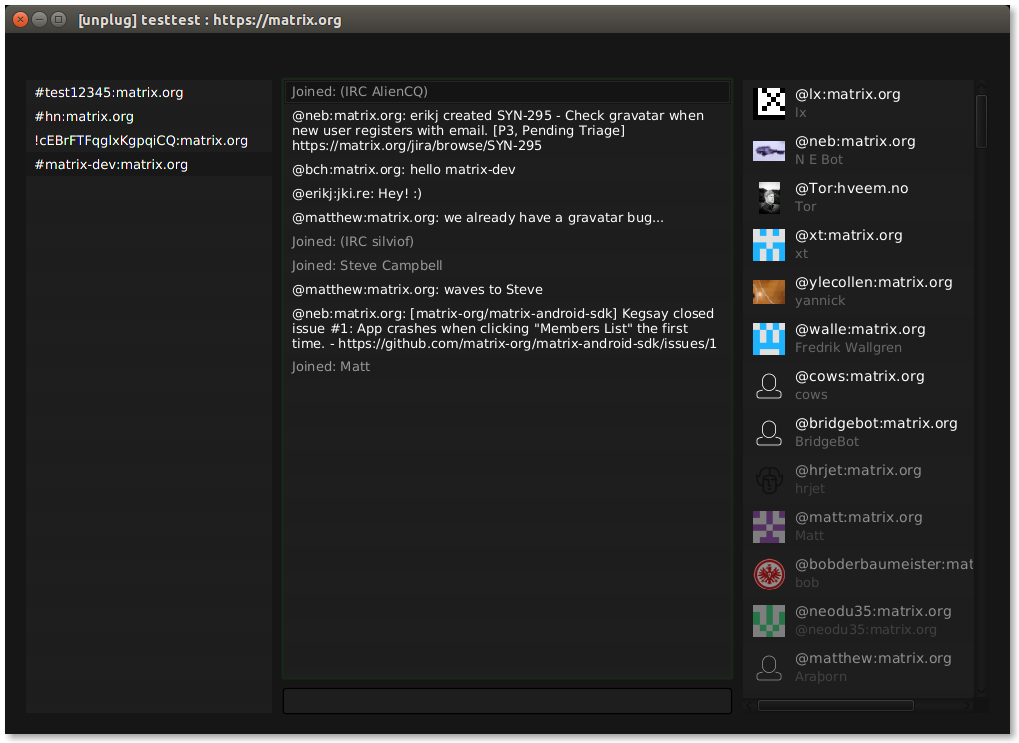 [unplug] testtest : https://matrix.org
#test12345:matrix.org
#hn:matrix.org
!cEBrFTFqglxKgpqiCQ:matrix.org
#matrix-dev:matrix.org
Joined: (IRC AlienCQ)
@neb:matrix.org: erikj created SYN-295 - Check gravatar when
new user registers with email. [P3, Pending Triage]
https://matrix.org/jira/browse/SYN-295
@bch:matrix.org: hello matrix-dev
@erikj:jki.re: Hey! :)
@matthew:matrix.org: we already have a gravatar bug...
Joined: (IRC silviof)
Joined: Steve Campbell
@matthew:matrix.org: waves to Steve
@neb:matrix.org: [matrix-org/matrix-android-sdk] Kegsay closed
issue #1: App crashes when clicking "Members List" the first
time. - https://github.com/matrix-org/matrix-android-sdk/issues/1
Joined: Matt
@lx:matrix.org
lx
@neb:matrix.org
N E Bot
@Tor:hveem.no
Tor
@xt:matrix.org
xt
@ylecollen:matrix.org
yannick
@walle:matrix.org
Fredrik Wallgren
@cows:matrix.org
cows
@bridgebot:matrix.org
BridgeBot
@hrjet:matrix.org
hrjet
@matt:matrix.org
Matt
@bobderbaumeister:mat
bob
@neodu35:matrix.org
@neodu35:matrix.org
@matthew:matrix.org
Araþorn